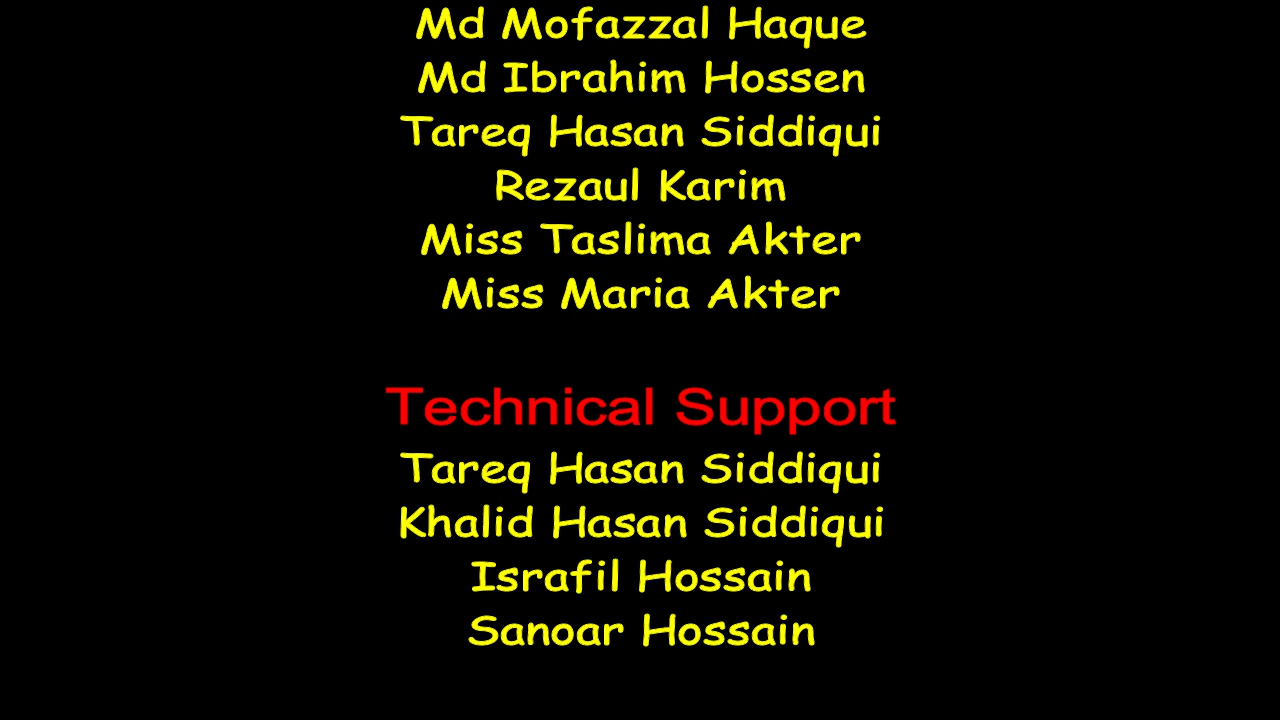 Md Mofazzal Haque
Md Ibrahim Hossen
Tareq Hasan Siddiqui
Rezaul Karim
Miss Taslima Akter
Miss Maria Akter
Technical Support
Tareq Hasan Siddiqui
Khalid Hasan Siddiqui
Israfil Hossain
Sanoar Hossain